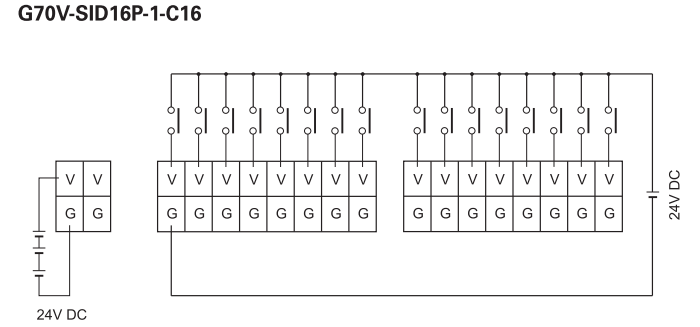 G70V-SID16P-1-C16
V V V V V V V V V V V V V V V V V V
G G G G G G G G G G G G G G G G G G
24V DC
24V DC